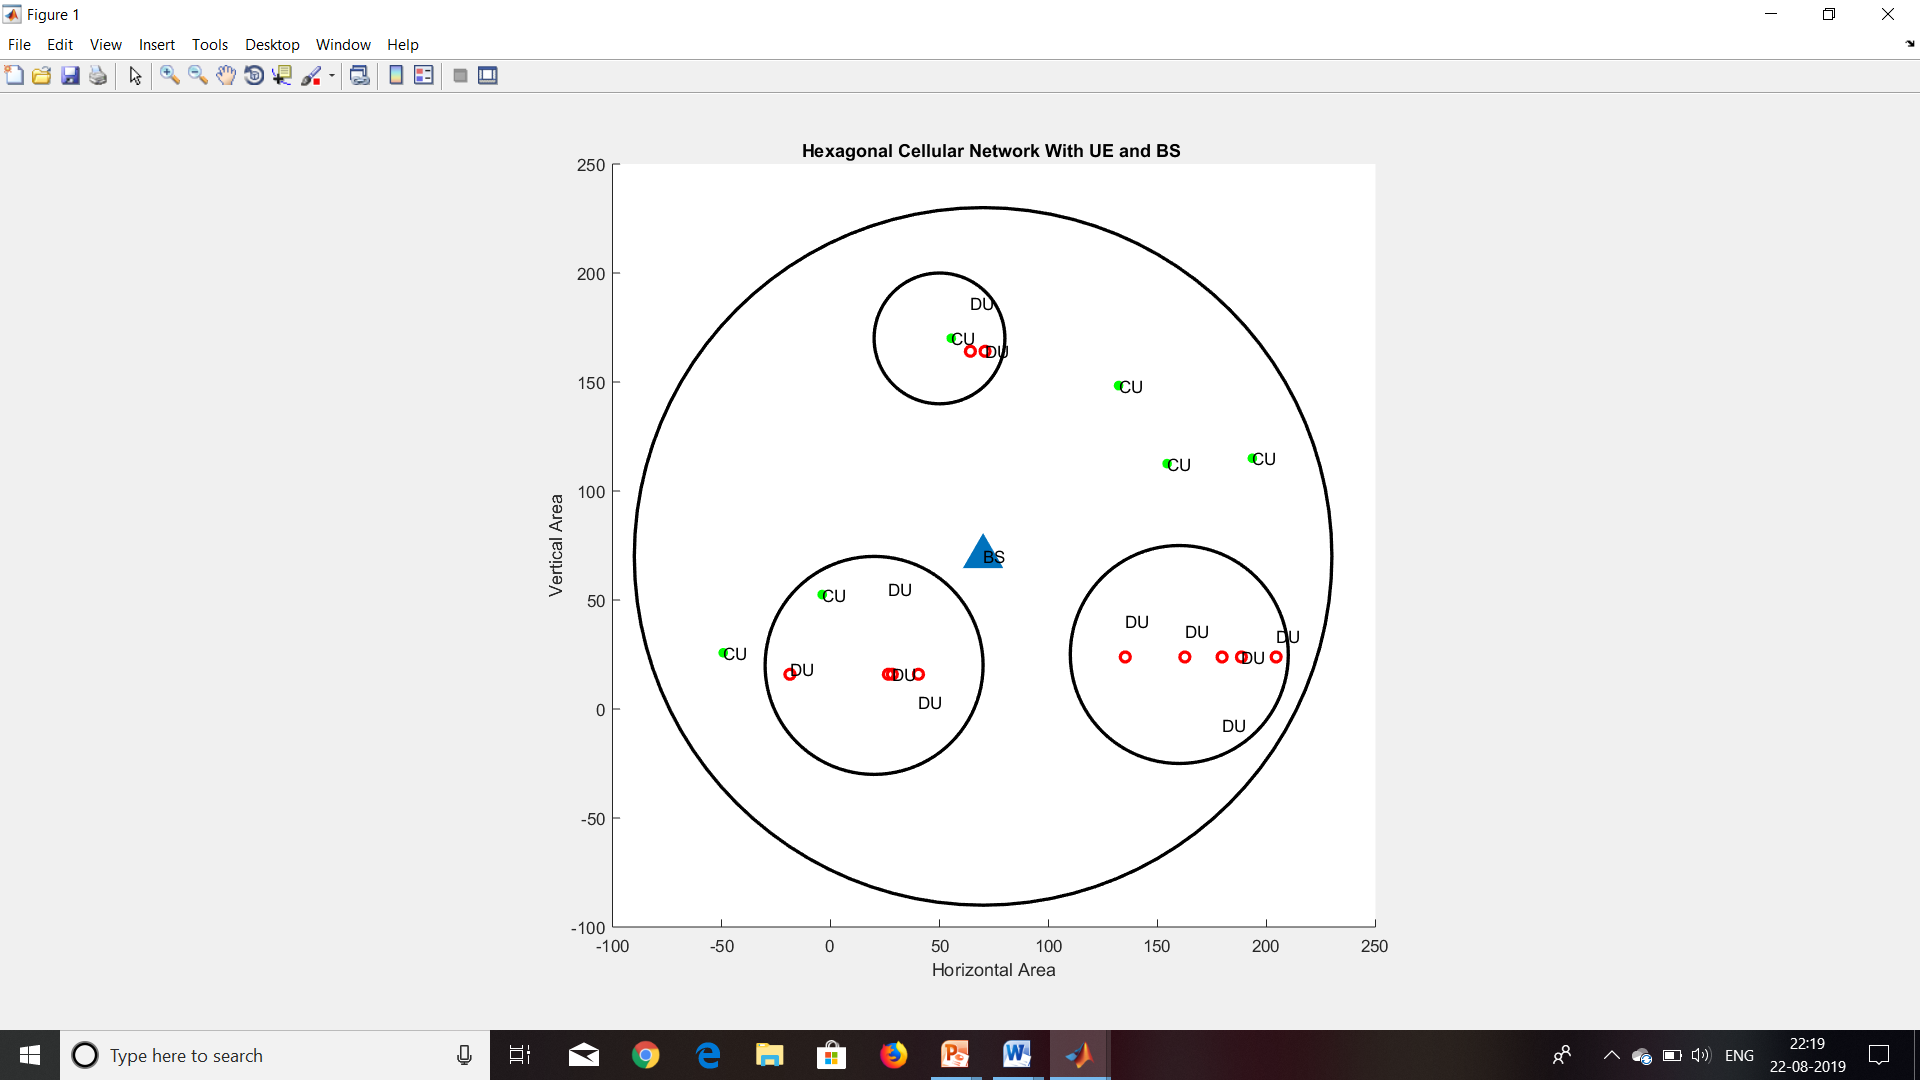 Figure 1
File Edit View Insert Tools Desktop Window Help
Hexagonal Cellular Network With UE and BS
250
200
150
100
50
0
-50
-100
Vertical Area
DU
CU
DU
CU
CU
CU
BS
CU
DU
CU
DU
DU
DU
DU
DU
DU
DU
DU
-100 -50 0 50 100 150 200 250
Horizontal Area
Type here to search
ENG
22:19
22-08-2019